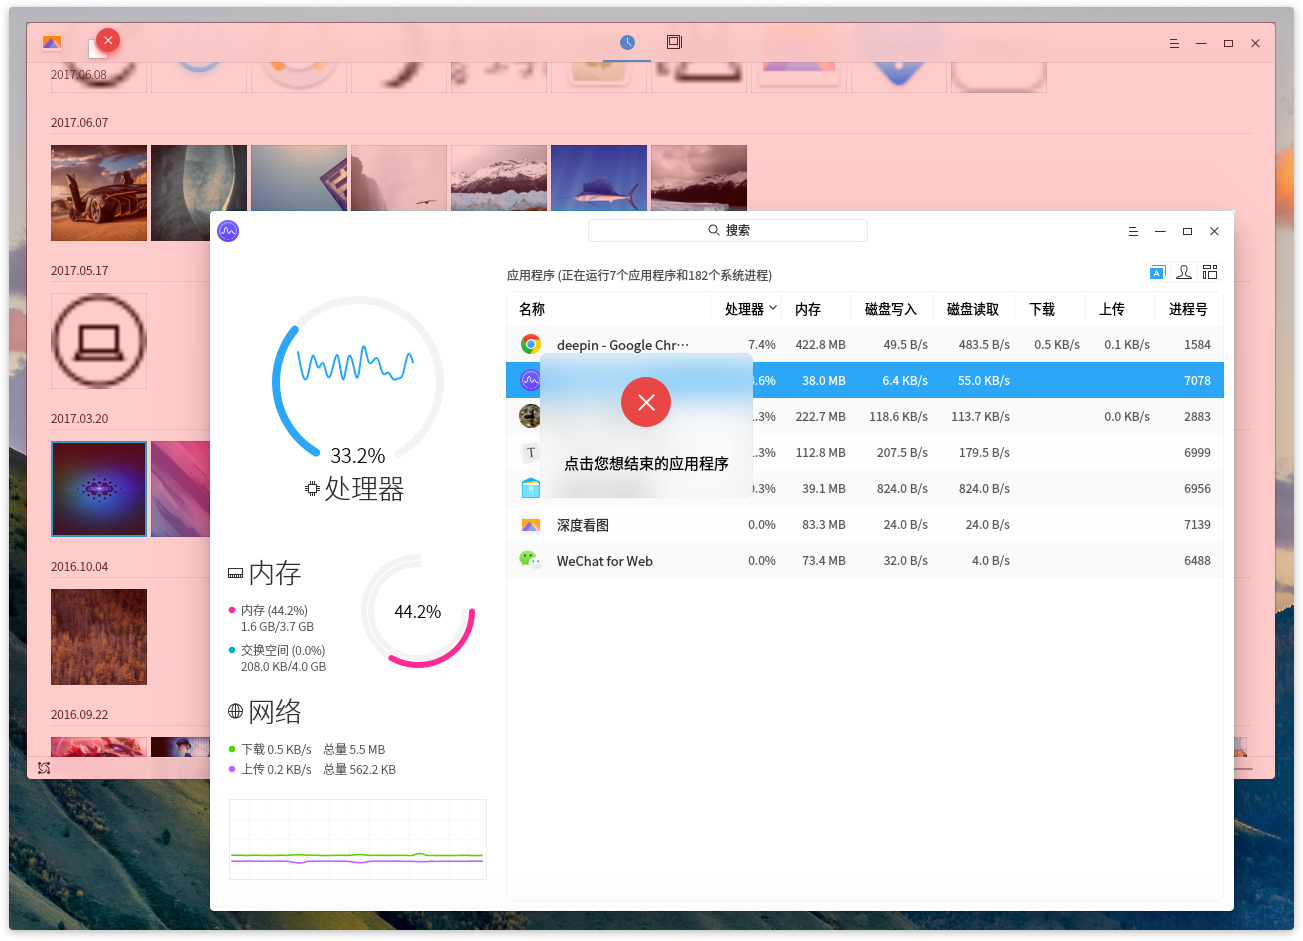 2017.06.08
2017.06.07
2017.05.17
2017.03.20
2016.10.04
2016.09.22
搜索
33.2%
处理器
内存
内存 (44.2%)
1.6 GB/3.7 GB
交换空间 (0.0%)
208.0 KB/4.0 GB
44.2%
网络
下载 0.5 KB/s 总量 5.5 MB
上传 0.2 KB/s 总量 562.2 KB
应用程序 (正在运行7个应用程序和182个系统进程)
名称 处理器 内存 磁盘写入 磁盘读取 下载 上传 进程号
deepin - Google Chr··· 7.4% 422.8 MB 49.5 B/s 483.5 B/s 0.5 KB/s 0.1 KB/s 1584
.6% 38.0 MB 6.4 KB/s 55.0 KB/s 7078
.3% 222.7 MB 118.6 KB/s 113.7 KB/s 0.0 KB/s 2883
T .3% 112.8 MB 207.5 B/s 179.5 B/s 6999
.3% 39.1 MB 824.0 B/s 824.0 B/s 6956
深度看图 0.0% 83.3 MB 24.0 B/s 24.0 B/s 7139
WeChat for Web 0.0% 73.4 MB 32.0 B/s 4.0 B/s 6488
点击您想结束的应用程序